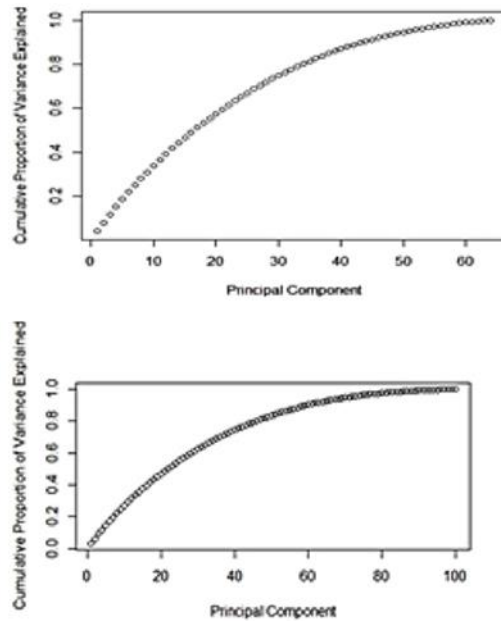 Cumulative Proportion of Variance Explained
1.0
0.8
0.6
0.4
0.2
0 10 20 30 40 50 60
Principal Component
Cumulative Proportion of Variance Explained
1.0
0.8
0.6
0.4
0.2
0.0
0 20 40 60 80 100
Principal Component